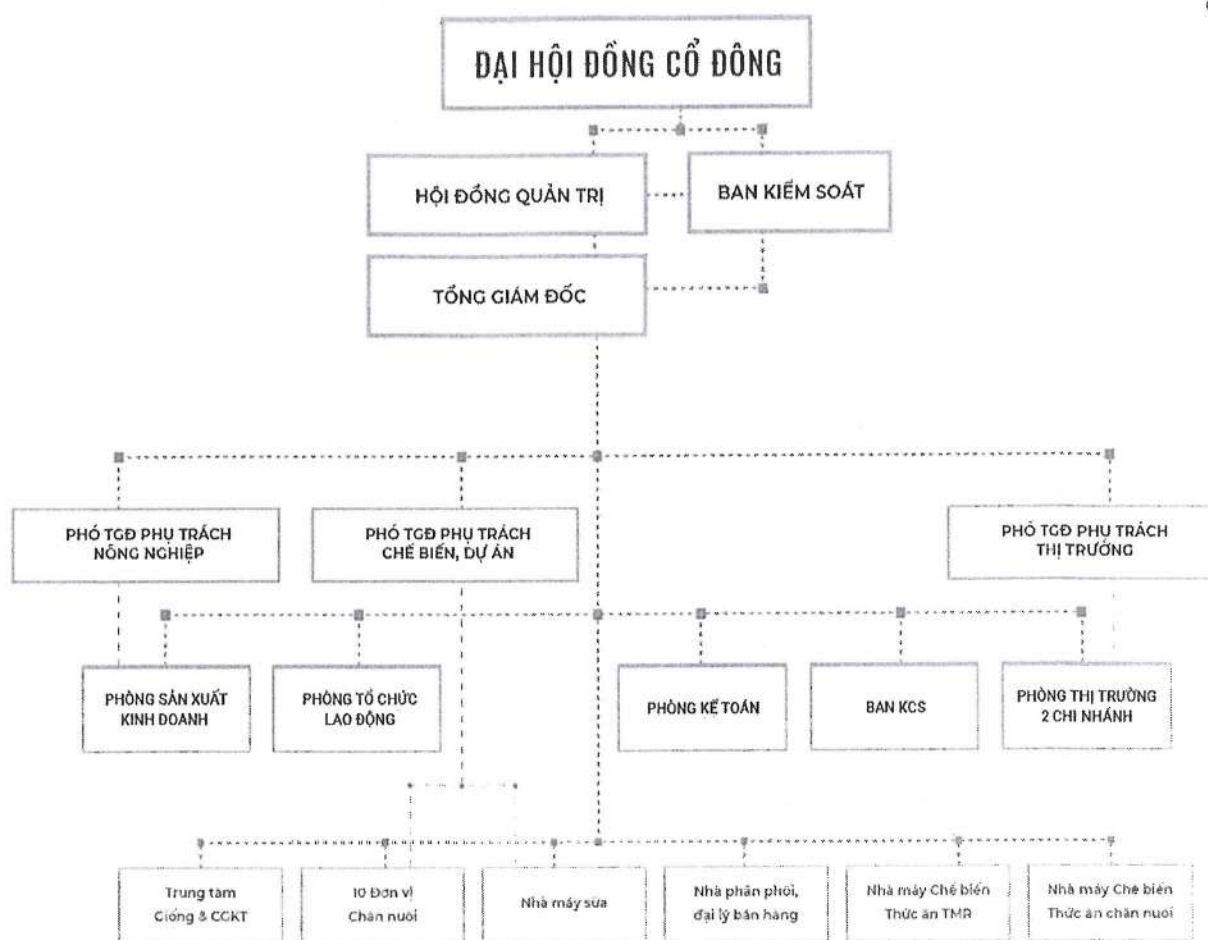 ĐẠI HỘI ĐỒNG CỔ ĐÔNG
HỘI ĐỒNG QUẢN TRỊ
BAN KIỂM SOÁT
TỔNG GIÁM ĐỐC
PHÓ TGĐ PHỤ TRÁCH
NÔNG NGHIỆP
PHÓ TGĐ PHỤ TRÁCH
CHẾ BIẾN, DỰ ÁN
PHÓ TGĐ PHỤ TRÁCH
THỊ TRƯỜNG
PHÒNG SẢN XUẤT
KINH DOANH
PHÒNG TỔ CHỨC
LAO ĐỘNG
PHÒNG KẾ TOÁN
BAN KCS
PHÒNG THỊ TRƯỜNG
2 CHI NHÁNH
Trung tâm
Giống & CGKT
10 Đơn vị
Chăn nuôi
Nhà máy sữa
Nhà phân phối,
đại lý bán hàng
Nhà máy Chế biến
Thức ăn TMR
Nhà máy Chế biến
Thức ăn chăn nuôi